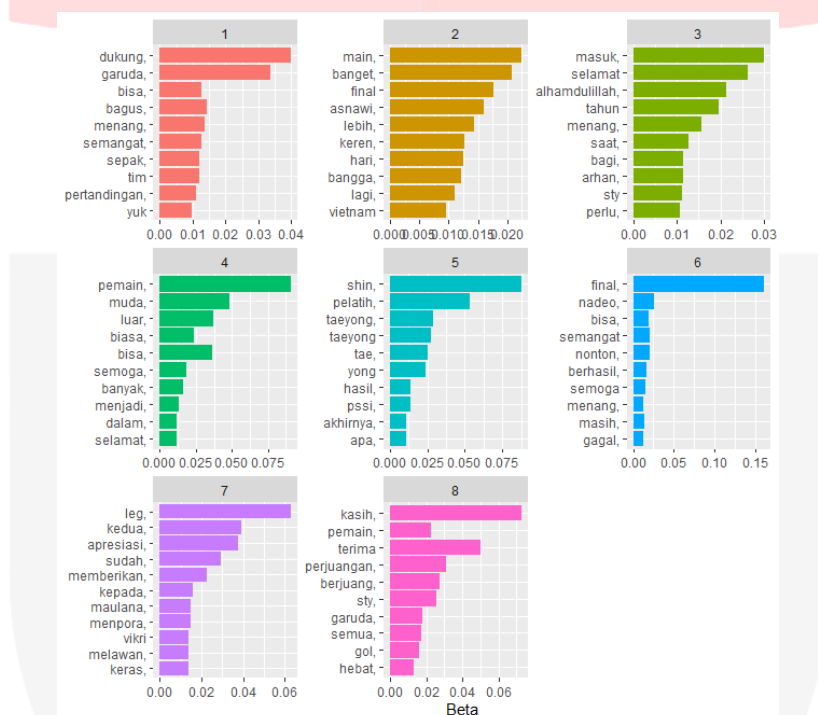 1
dukung,
garuda,
bisa,
bagus,
menang,
semangat,
sepak,
tim
pertandingan,
yuk
0.00 0.01 0.02 0.03 0.04
2
main,
banget,
final
asnawi,
lebih,
keren,
hari,
bangga,
lagi,
vietnam
0.000 0.005 0.010 0.015 0.020
3
masuk,
selamat
alhamdulillah,
tahun
menang,
saat,
bagi,
arhan,
sty
perlu,
0.00 0.01 0.02 0.03
4
pemain,
muda,
luar,
biasa,
bisa,
semoga,
banyak,
menjadi,
dalam,
selamat,
0.000 0.025 0.050 0.075
5
shin,
pelatih,
taeyong,
taeyong
tae,
yong
hasil,
pssi,
akhirnya,
apa,
0.000 0.025 0.050 0.075
6
final,
nadeo,
bisa,
semangat
nonton,
berhasil,
semoga
menang,
masih,
gagal,
0.00 0.05 0.10 0.15
7
leg,
kedua,
apresiasi,
sudah,
memberikan,
kepada,
maulana,
menpora,
vikri
melawan,
keras,
0.00 0.02 0.04 0.06
8
kasih,
pemain,
terima
perjuangan,
berjuang,
sty,
garuda,
semua,
gol,
hebat,
0.00 0.02 0.04 0.06
Beta